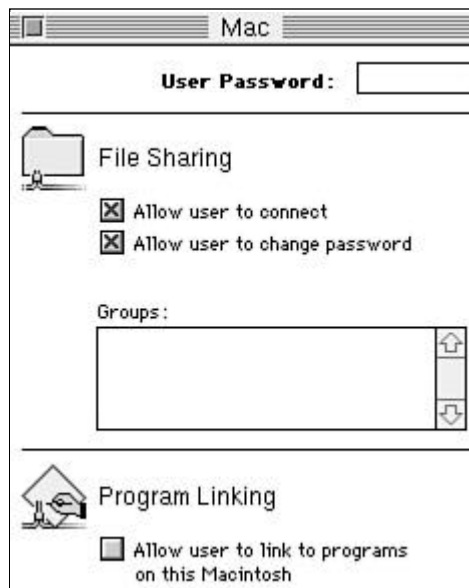 Mac
User Password:
File Sharing
Allow user to connect
Allow user to change password
Groups:
Program Linking
Allow user to link to programs
on this Macintosh